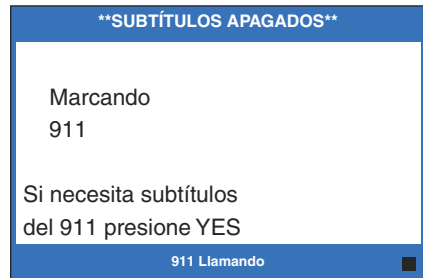 **SUBTÍTULOS APAGADOS**
Marcando
911
Si necesita subtítulos
del 911 presione YES
911 Llamando